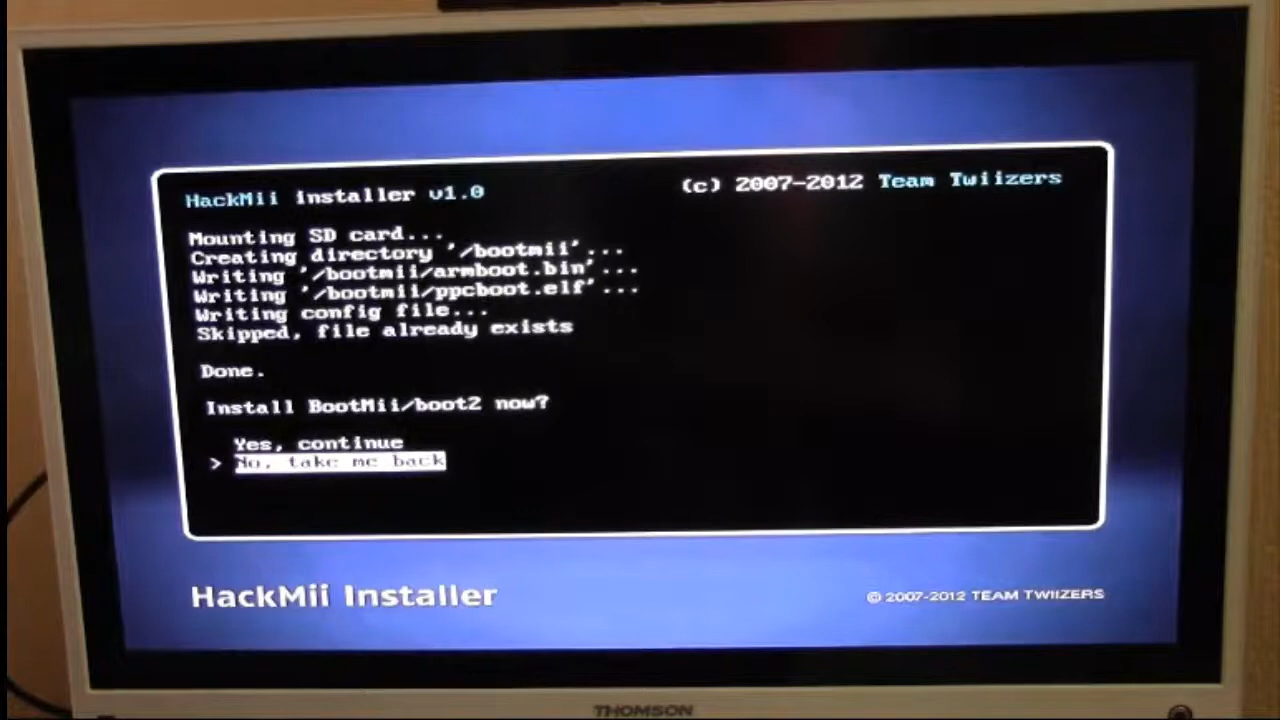 HackMii installer v1.0 (c) 2007-2012 Team Twiizers
Mounting SD card...
Creating directory '/bootmii'...
Writing '/bootmii/armboot.bin'...
Writing '/bootmii/ppcboot.elf'...
Writing config file...
Skipped, file already exists
Done.
Install BootMii/boot2 now?
Yes, continue
> No, take me back
HackMii Installer © 2007-2012 TEAM TWIIZERS
THOMSON